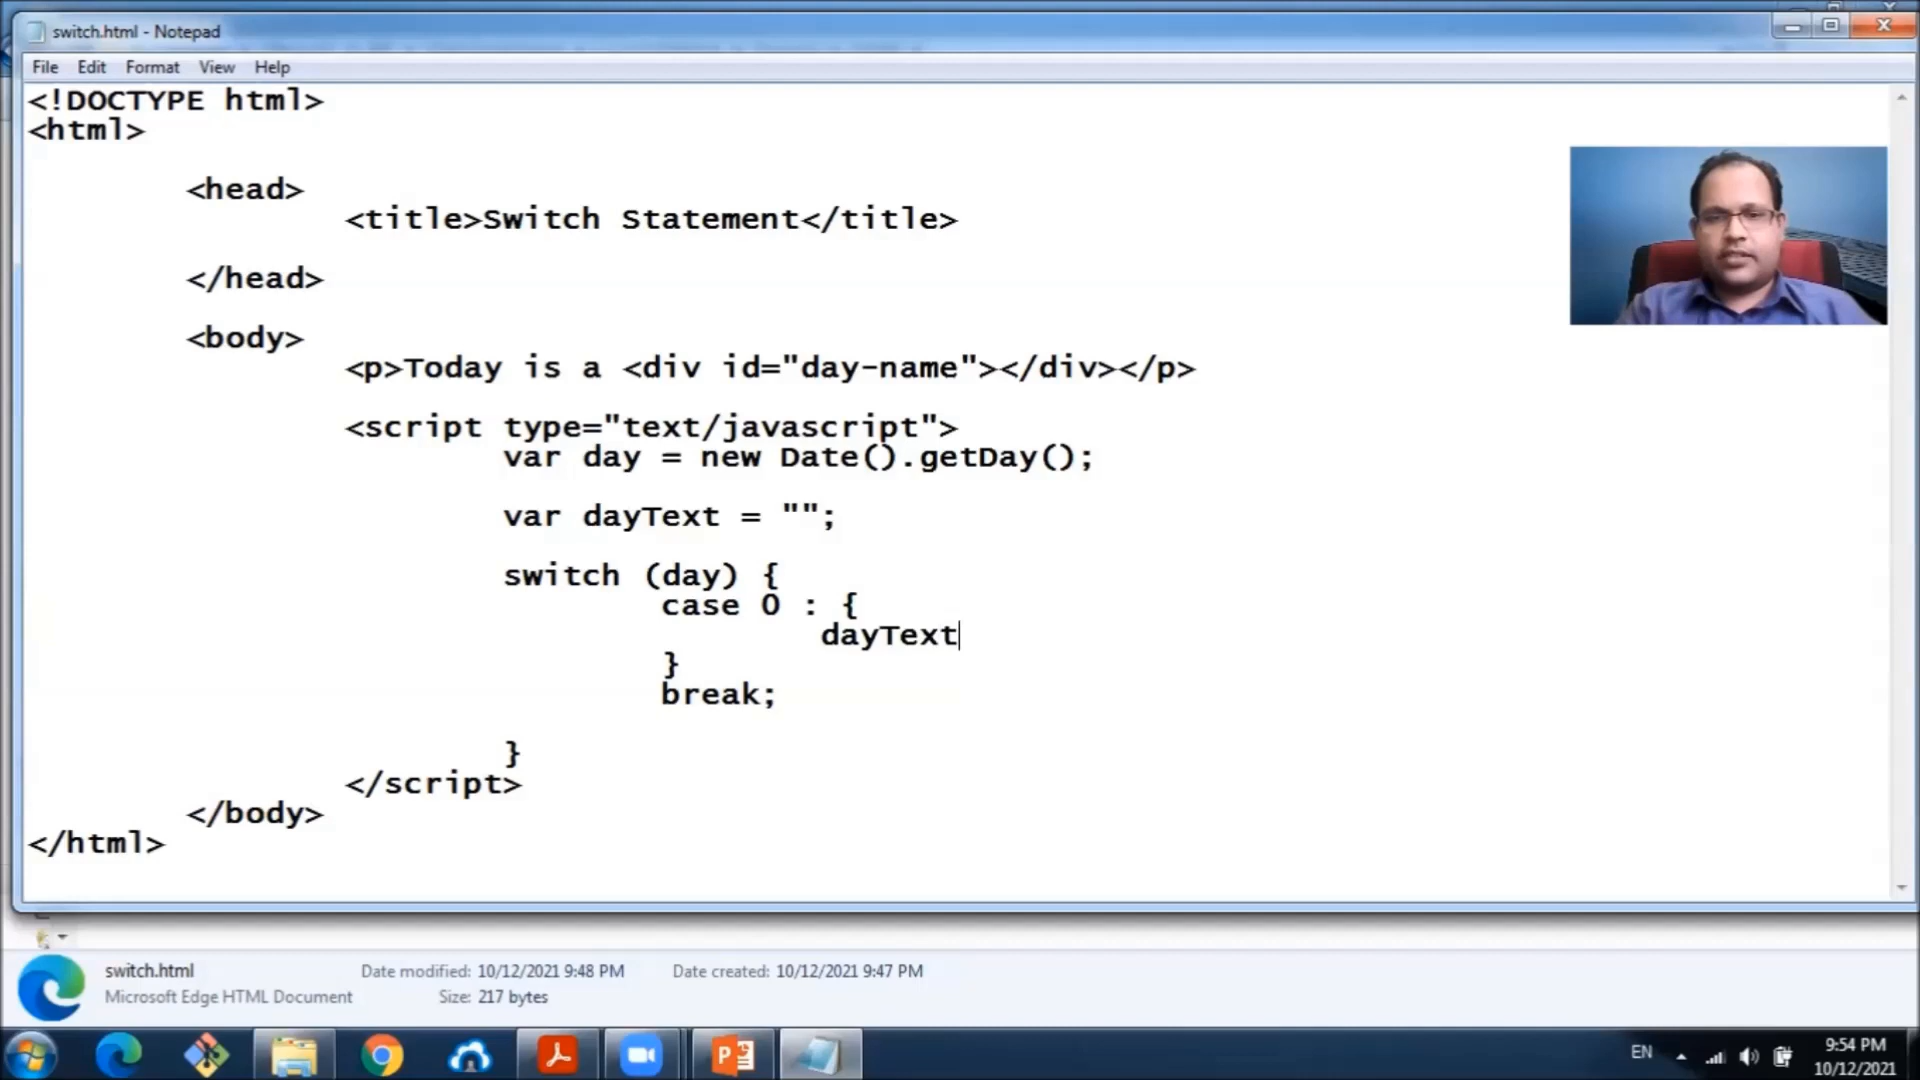 switch.html - Notepad
File Edit Format View Help
<!DOCTYPE html>
<html>
<head>
<title>Switch Statement</title>
</head>
<body>
<p>Today is a <div id="day-name"></div></p>
<script type="text/javascript">
var day = new Date().getDay();
var dayText = "";
switch (day) {
case 0 : {
dayText
}
break;
}
</script>
</body>
</html>
switch.html Date modified: 10/12/2021 9:48 PM Date created: 10/12/2021 9:47 PM
Microsoft Edge HTML Document Size: 217 bytes
EN 9:54 PM
10/12/2021